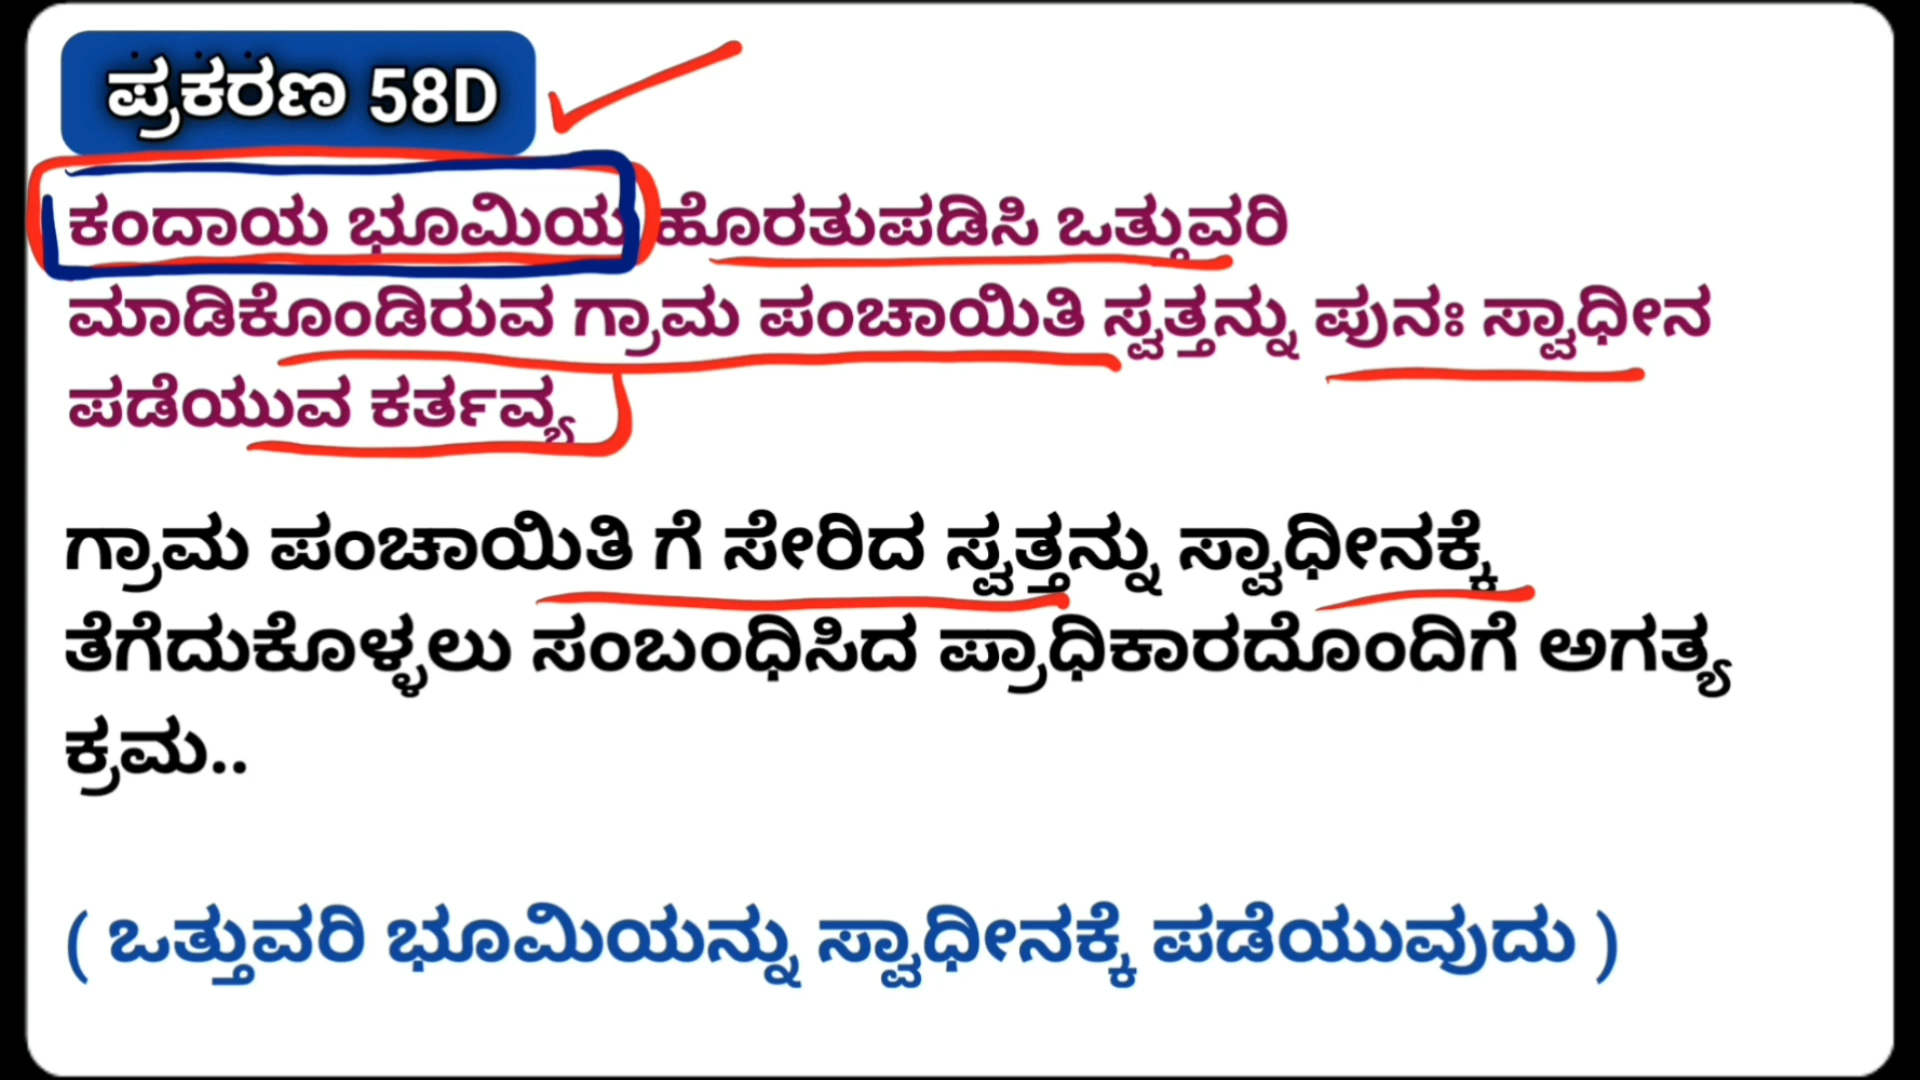 ಪ್ರಕರಣ 58D
ಕಂದಾಯ ಭೂಮಿಯ ಹೊರತುಪಡಿಸಿ ಒತ್ತುವರಿ
ಮಾಡಿಕೊಂಡಿರುವ ಗ್ರಾಮ ಪಂಚಾಯಿತಿ ಸ್ವತ್ತನ್ನು ಪುನಃ ಸ್ವಾಧೀನ
ಪಡೆಯುವ ಕರ್ತವ್ಯ
ಗ್ರಾಮ ಪಂಚಾಯಿತಿ ಗೆ ಸೇರಿದ ಸ್ವತ್ತನ್ನು ಸ್ವಾಧೀನಕ್ಕೆ
ತೆಗೆದುಕೊಳ್ಳಲು ಸಂಬಂಧಿಸಿದ ಪ್ರಾಧಿಕಾರದೊಂದಿಗೆ ಅಗತ್ಯ
ಕ್ರಮ..
( ಒತ್ತುವರಿ ಭೂಮಿಯನ್ನು ಸ್ವಾಧೀನಕ್ಕೆ ಪಡೆಯುವುದು )